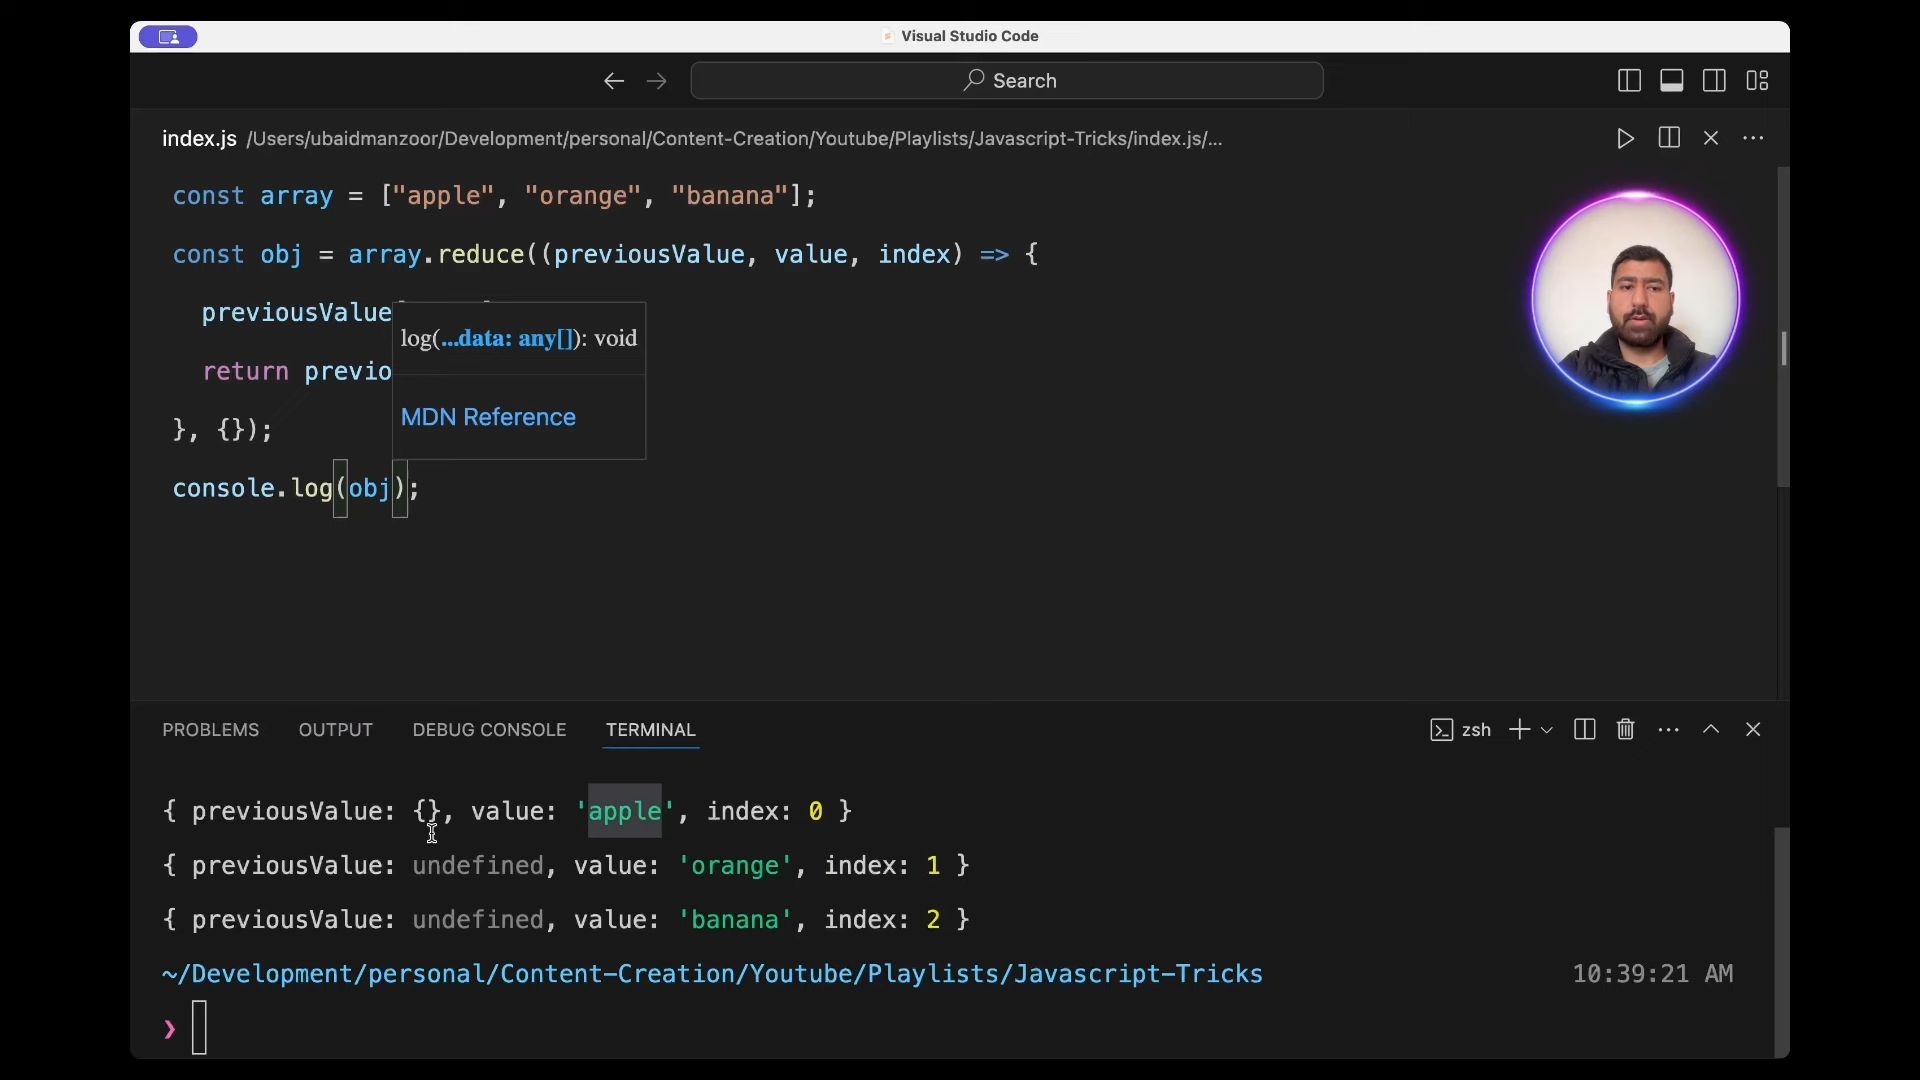 Visual Studio Code
Search
index.js /Users/ubaidmanzoor/Development/personal/Content-Creation/Youtube/Playlists/Javascript-Tricks/index.js/...
const array = ["apple", "orange", "banana"];
const obj = array.reduce((previousValue, value, index) => {
previousValue
log(...data: any[]): void
return previo
MDN Reference
}, {});
console.log(obj);
PROBLEMS OUTPUT DEBUG CONSOLE TERMINAL zsh
{ previousValue: {}, value: 'apple', index: 0 }
{ previousValue: undefined, value: 'orange', index: 1 }
{ previousValue: undefined, value: 'banana', index: 2 }
~/Development/personal/Content-Creation/Youtube/Playlists/Javascript-Tricks 10:39:21 AM
❯